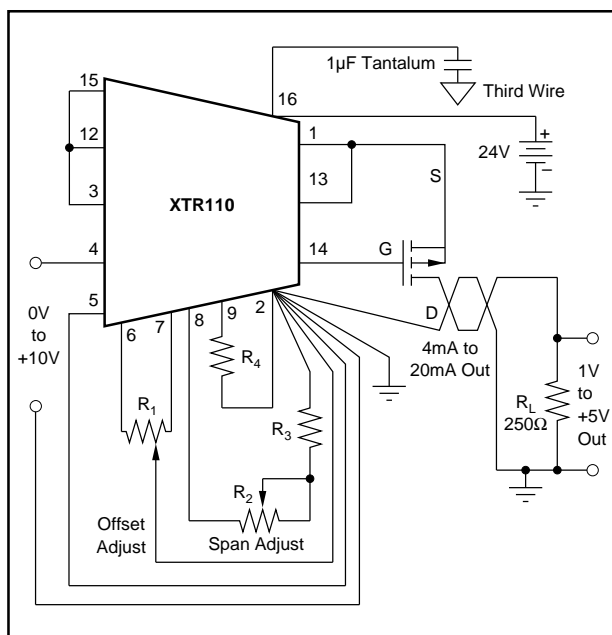 15
1µF Tantalum
16
Third Wire
12
1
24V
+
–
3
13
S
XTR110
4
14
G
0V
to
+10V
5
6
7
8
9
2
D
4mA to
20mA Out
R4
1V
to
+5V
Out
RL
250Ω
R1
R3
R2
Offset
Adjust
Span Adjust